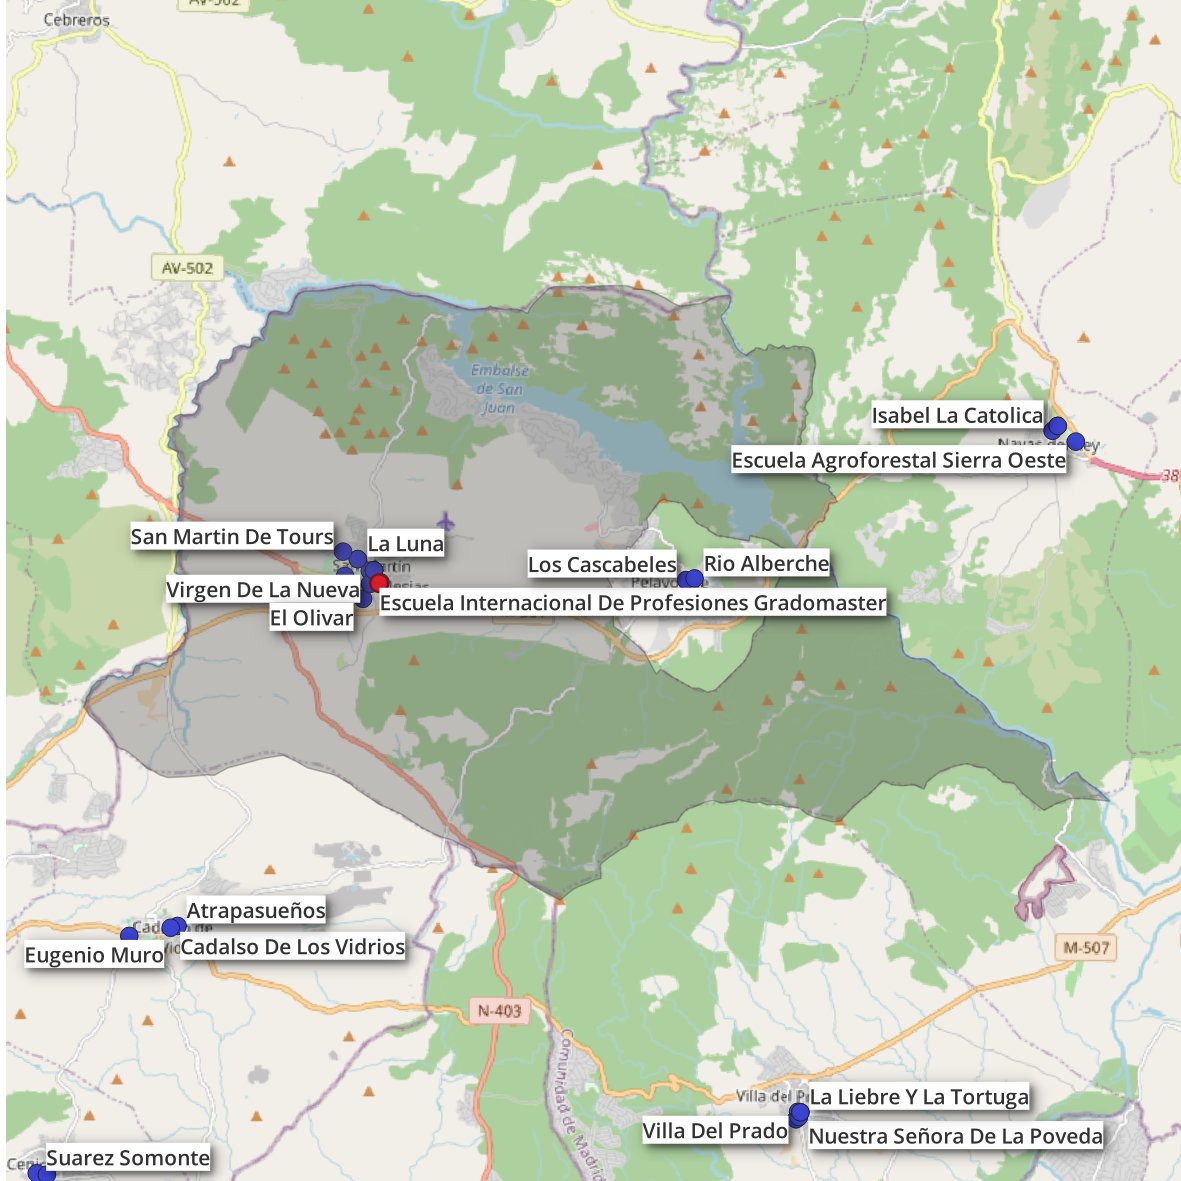 Cebreros
AV-502
AV-502
Embalse
de San
Juan
Isabel La Catolica
Escuela Agroforestal Sierra Oeste
San Martin De Tours
La Luna
Virgen De La Nueva
El Olivar
Los Cascabeles
Rio Alberche
Escuela Internacional De Profesiones Gradomaster
Atrapasueños
Eugenio Muro
Cadalso De Los Vidrios
M-507
N-403
Comunidad de Madrid
La Liebre Y La Tortuga
Villa Del Prado
Nuestra Señora De La Poveda
Suarez Somonte